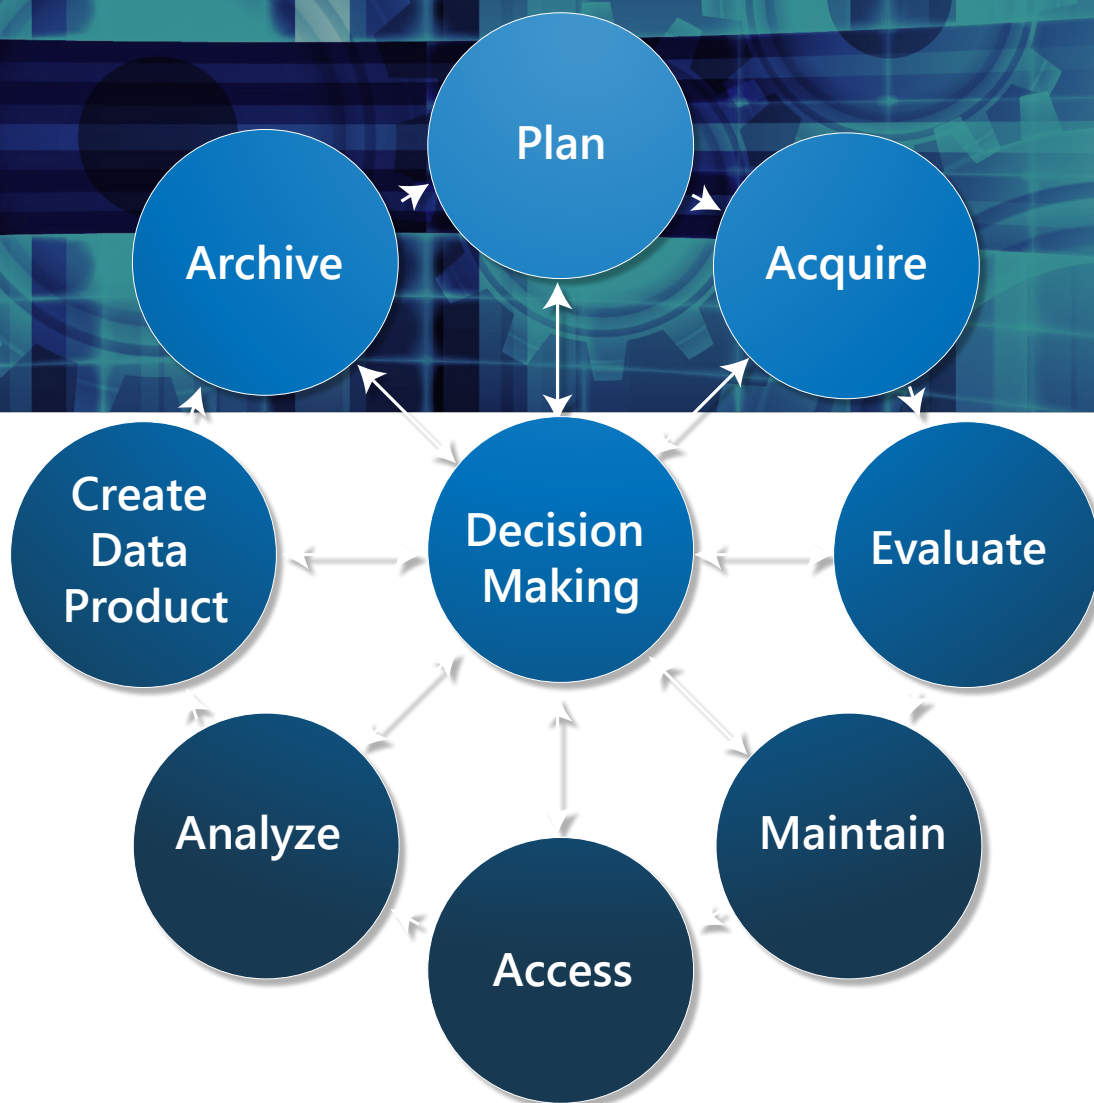 Plan
Archive
Acquire
Create
Data
Product
Decision
Making
Evaluate
Analyze
Maintain
Access